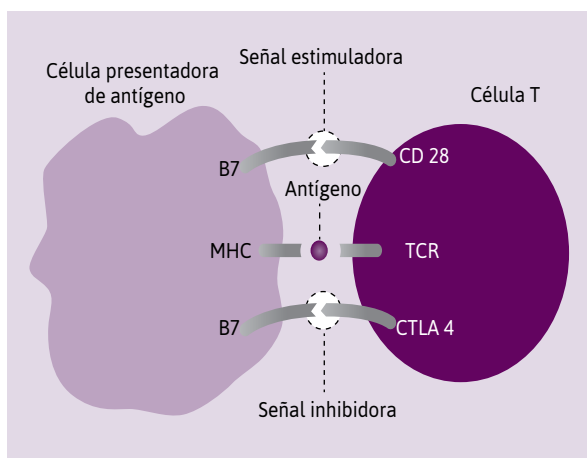 Señal estimuladora
Célula presentadora
de antígeno
Célula T
B7
CD 28
Antígeno
MHC
TCR
B7
CTLA 4
Señal inhibidora